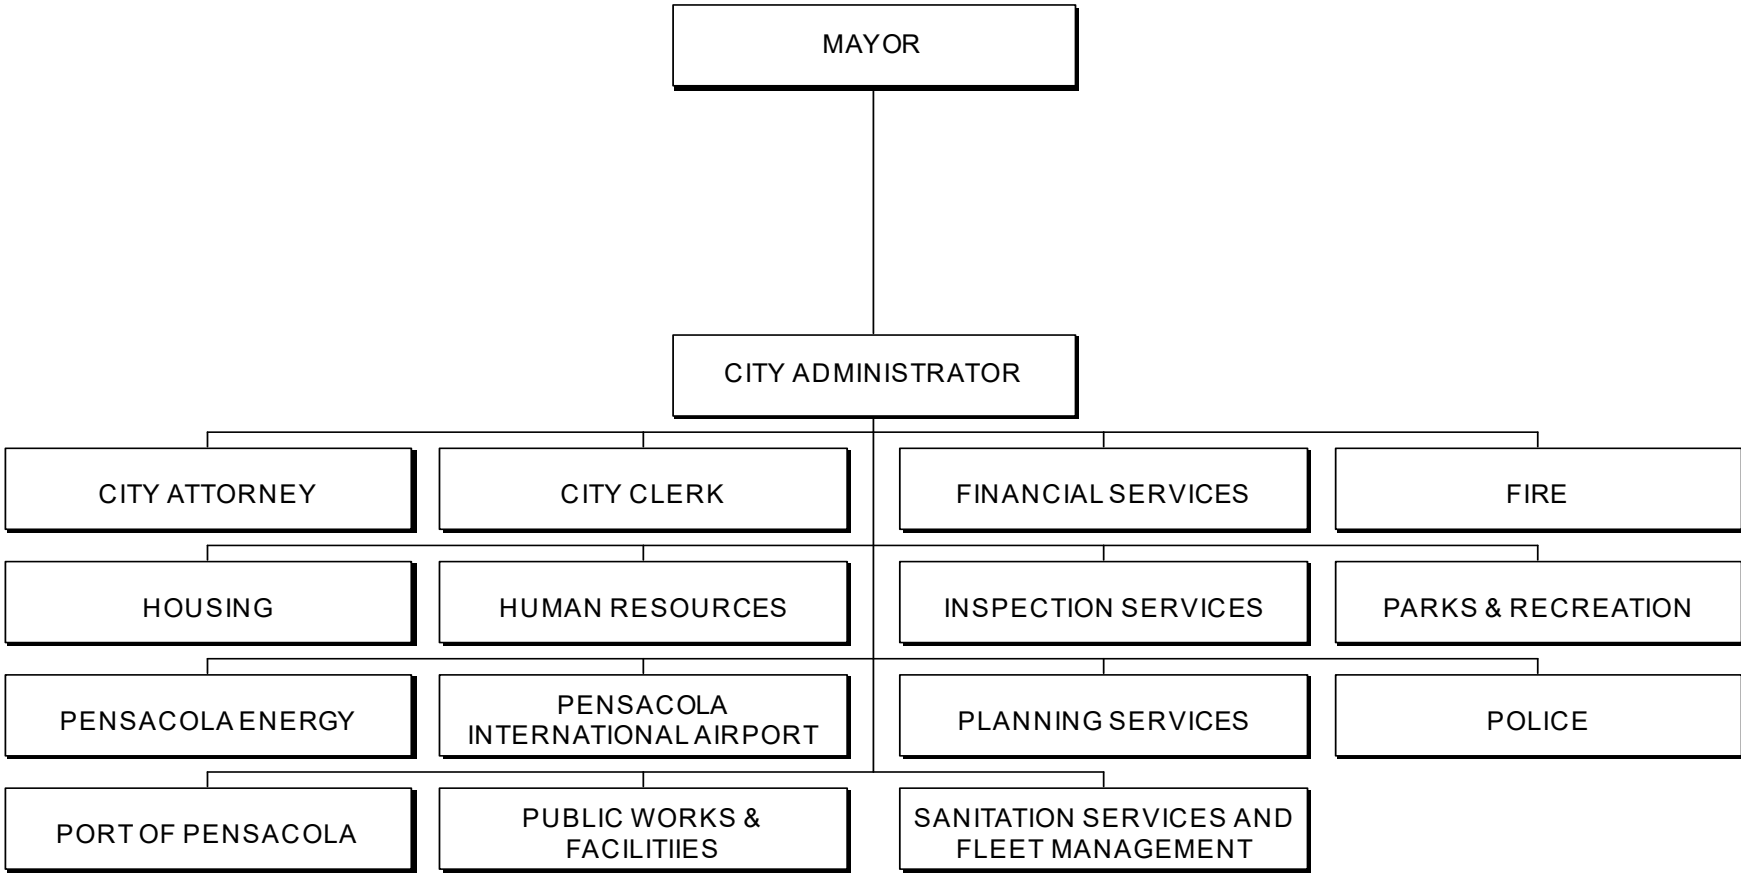 MAYOR
CITY ADMINISTRATOR
CITY ATTORNEY
CITY CLERK
FINANCIAL SERVICES
FIRE
HOUSING
HUMAN RESOURCES
INSPECTION SERVICES
PARKS & RECREATION
PENSACOLA ENERGY
PENSACOLA
INTERNATIONAL AIRPORT
PLANNING SERVICES
POLICE
PORT OF PENSACOLA
PUBLIC WORKS &
FACILITIIES
SANITATION SERVICES AND
FLEET MANAGEMENT